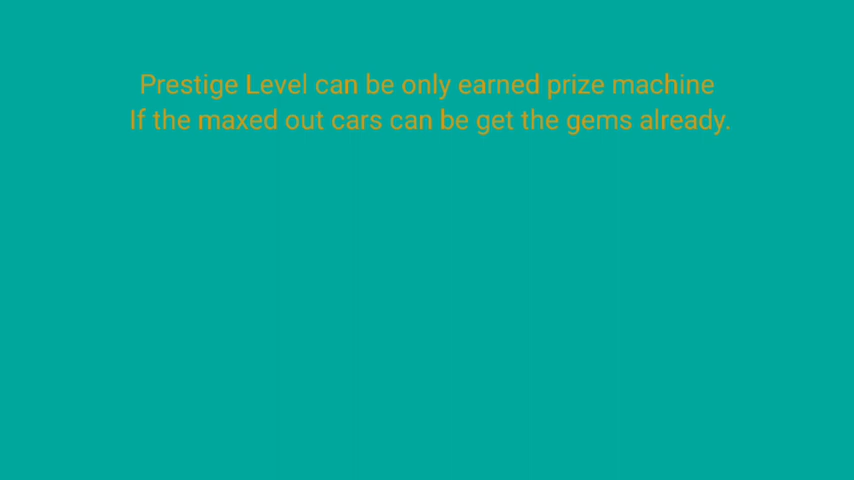 Prestige Level can be only earned prize machine
If the maxed out cars can be get the gems already.